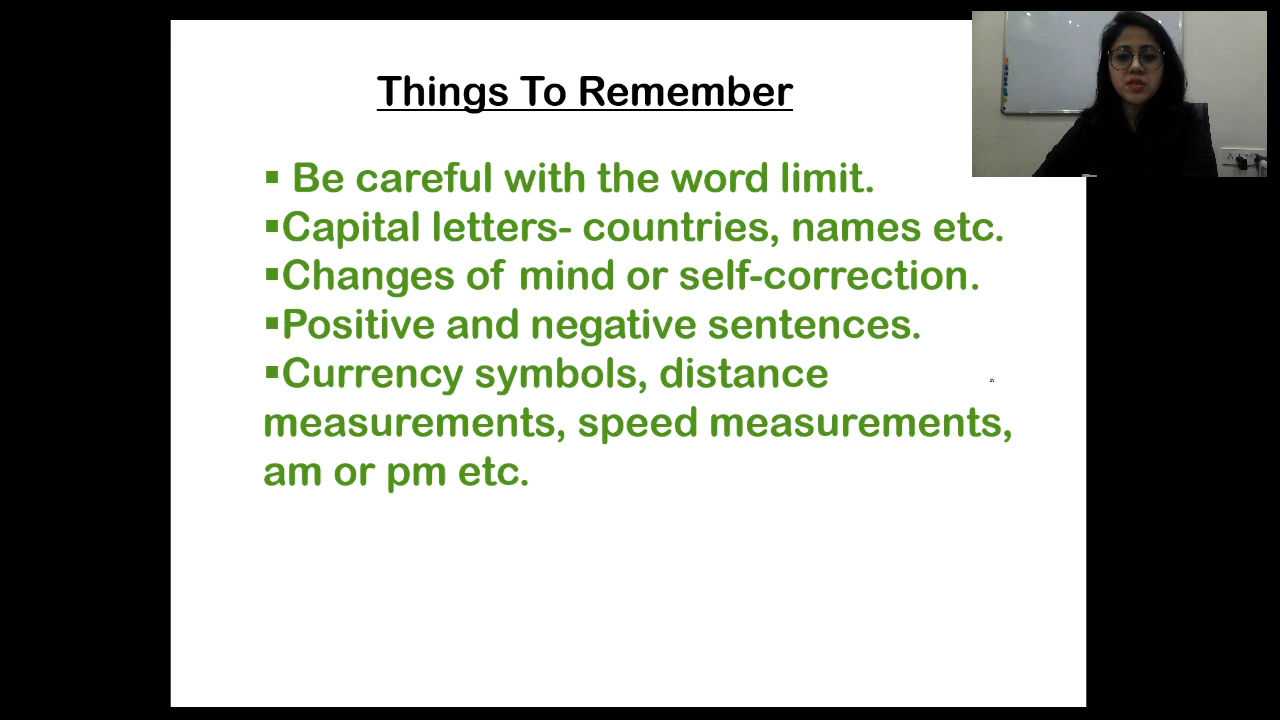 Things To Remember
▪ Be careful with the word limit.
▪Capital letters- countries, names etc.
▪Changes of mind or self-correction.
▪Positive and negative sentences.
▪Currency symbols, distance
measurements, speed measurements,
am or pm etc.